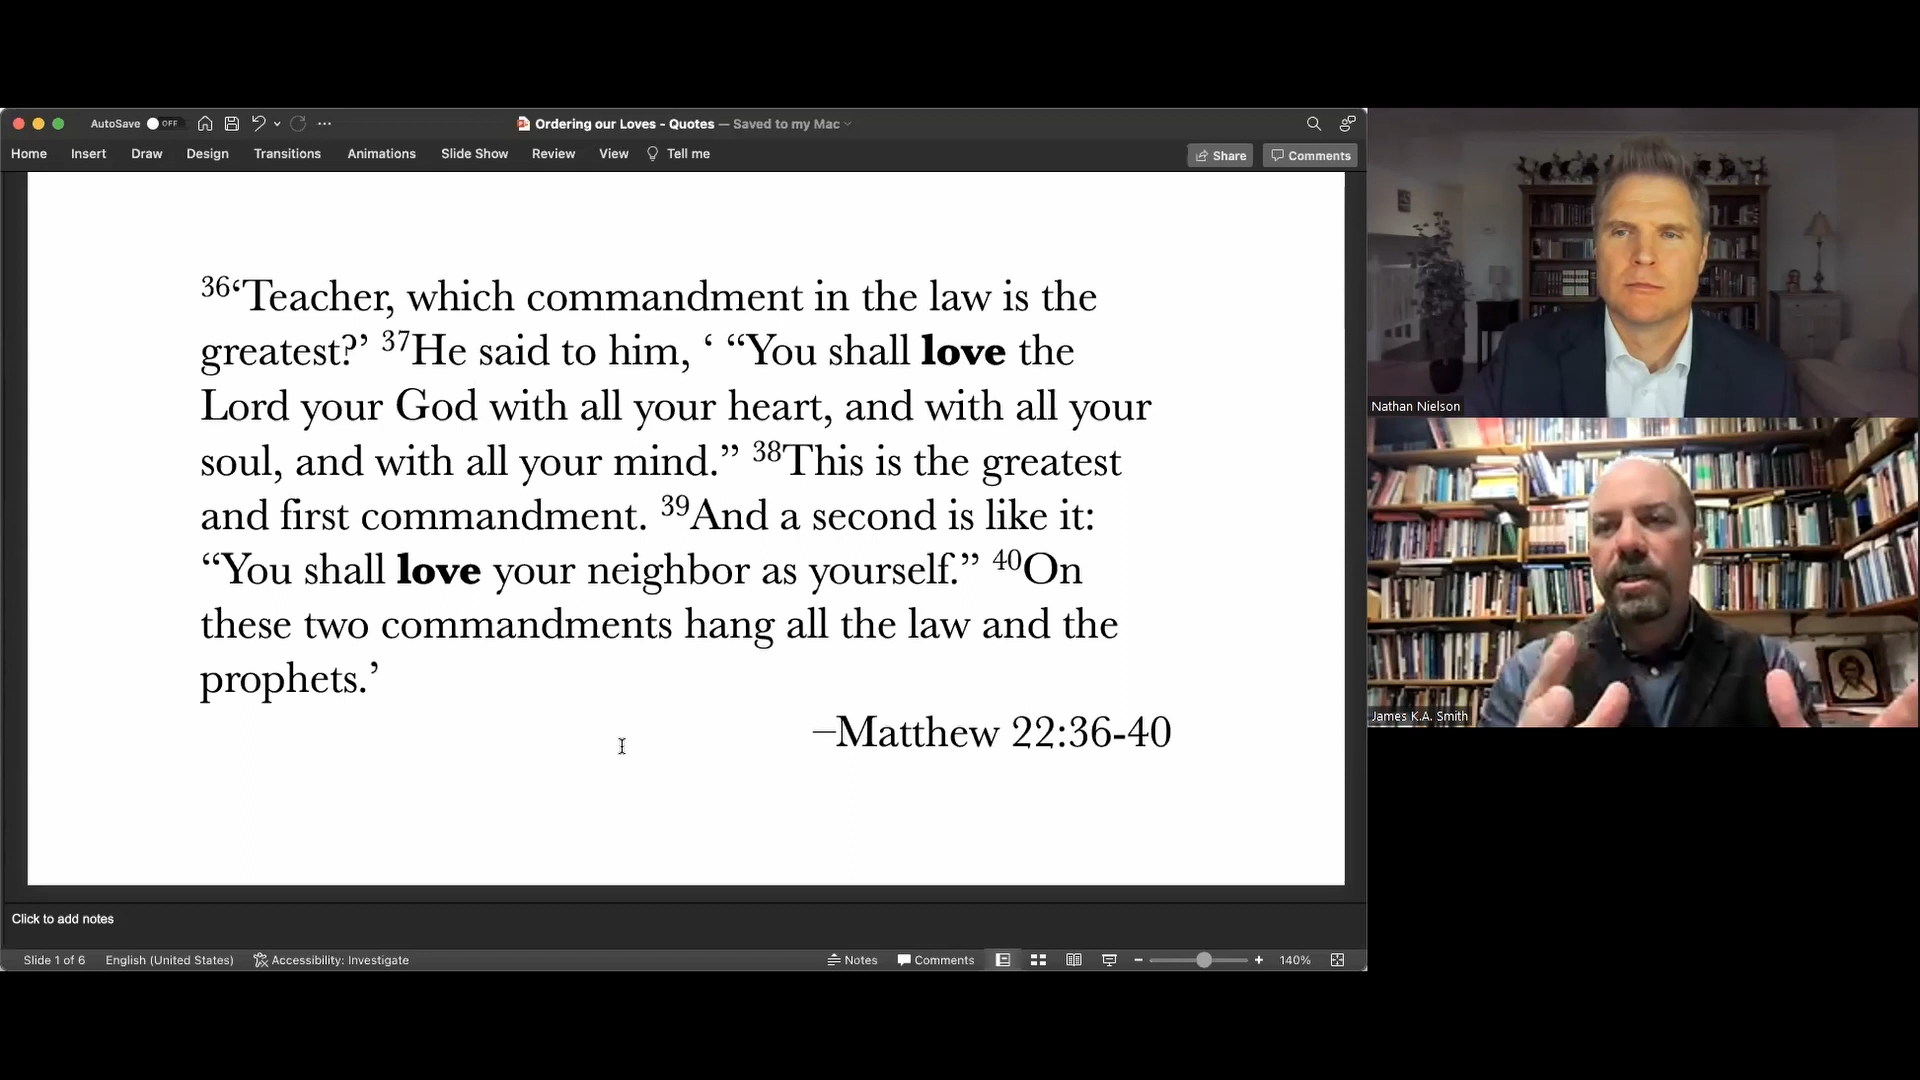 AutoSave OFF
Ordering our Loves - Quotes — Saved to my Mac
Home Insert Draw Design Transitions Animations Slide Show Review View Tell me
Share Comments
36‘Teacher, which commandment in the law is the
greatest?’ 37He said to him, ‘ “You shall love the
Lord your God with all your heart, and with all your
soul, and with all your mind.” 38This is the greatest
and first commandment. 39And a second is like it:
“You shall love your neighbor as yourself.” 40On
these two commandments hang all the law and the
prophets.’
–Matthew 22:36-40
Click to add notes
Slide 1 of 6 English (United States) Accessibility: Investigate Notes Comments 140%
Nathan Nielson
James K.A. Smith